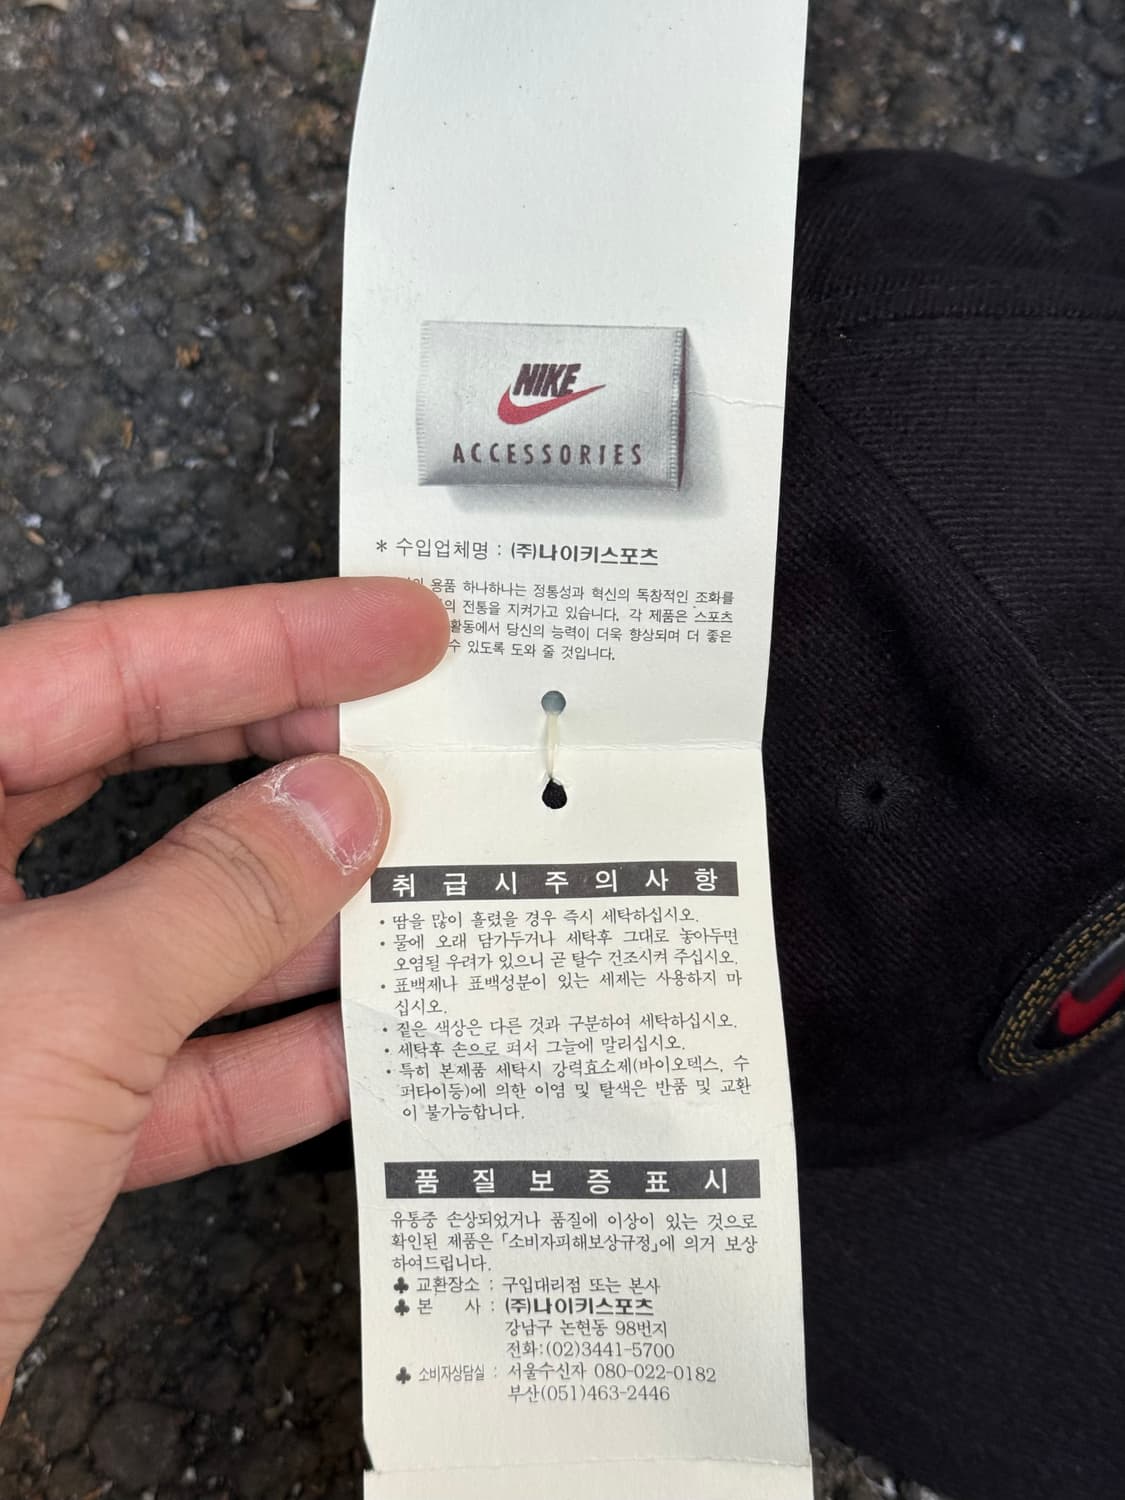 NIKE
ACCESSORIES
* 수입업체명 : (주)나이키스포츠
용품 하나하나는 정통성과 혁신의 독창적인 조화를
의 전통을 지켜가고 있습니다. 각 제품은 스포츠
활동에서 당신의 능력이 더욱 향상되며 더 좋은
수 있도록 도와 줄 것입니다.
취급시주의사항
• 땀을 많이 흘렸을 경우 즉시 세탁하십시오.
• 물에 오래 담가두거나 세탁후 그대로 놓아두면
오염될 우려가 있으니 곧 탈수 건조시켜 주십시오.
• 표백제나 표백성분이 있는 세제는 사용하지 마
십시오.
• 짙은 색상은 다른 것과 구분하여 세탁하십시오.
• 세탁후 손으로 펴서 그늘에 말리십시오.
• 특히 본제품 세탁시 강력효소제(바이오텍스, 수
퍼타이등)에 의한 이염 및 탈색은 반품 및 교환
이 불가능합니다.
품질보증표시
유통중 손상되었거나 품질에 이상이 있는 것으로
확인된 제품은 「소비자피해보상규정」에 의거 보상
하여드립니다.
♣ 교환장소 : 구입대리점 또는 본사
♣ 본 사 : (주)나이키스포츠
강남구 논현동 98번지
전화:(02)3441-5700
♣ 소비자상담실 : 서울수신자 080-022-0182
부산(051)463-2446